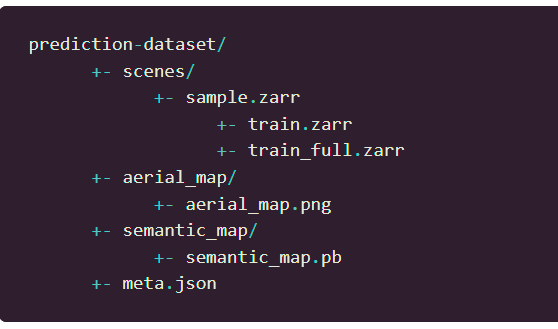 prediction-dataset/
+- scenes/
+- sample.zarr
+- train.zarr
+- train_full.zarr
+- aerial_map/
+- aerial_map.png
+- semantic_map/
+- semantic_map.pb
+- meta.json